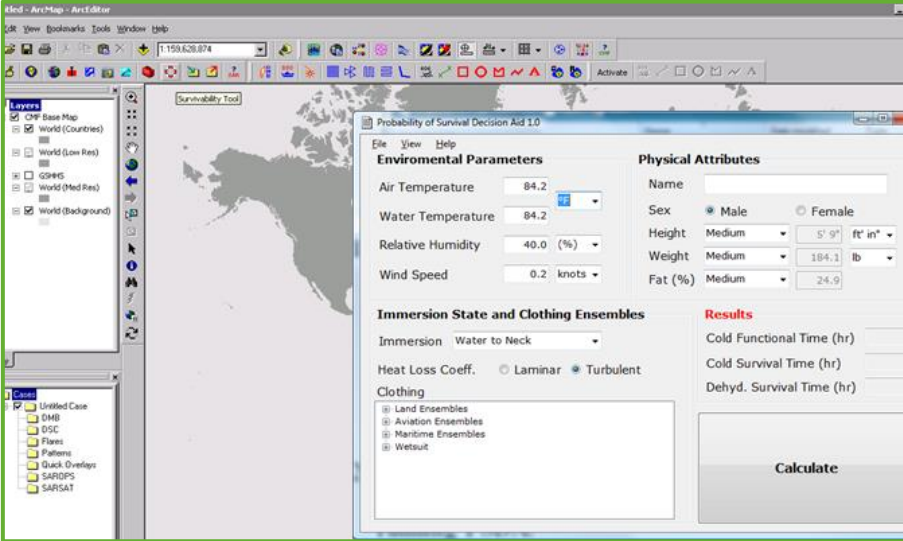 titled - ArcMap - ArcEditor
Edit View Bookmarks Tools Window Help
1:159,628,874
Activate
Survivability Tool
Layers
CMF Base Map
World (Countries)
World (Low Res)
GSHHS
World (Med Res)
World (Background)
Cases
Untitled Case
DMB
DSC
Flares
Patterns
Quick Overlays
SAROPS
SARSAT
Probability of Survival Decision Aid 1.0
File View Help
Enviromental Parameters
Air Temperature 84.2
°F
Water Temperature 84.2
Relative Humidity 40.0 (%)
Wind Speed 0.2 knots
Physical Attributes
Name
Sex Male Female
Height Medium 5' 9" ft' in"
Weight Medium 184.1 lb
Fat (%) Medium 24.9
Immersion State and Clothing Ensembles
Immersion Water to Neck
Heat Loss Coeff. Laminar Turbulent
Clothing
Land Ensembles
Aviation Ensembles
Maritime Ensembles
Wetsuit
Results
Cold Functional Time (hr)
Cold Survival Time (hr)
Dehyd. Survival Time (hr)
Calculate